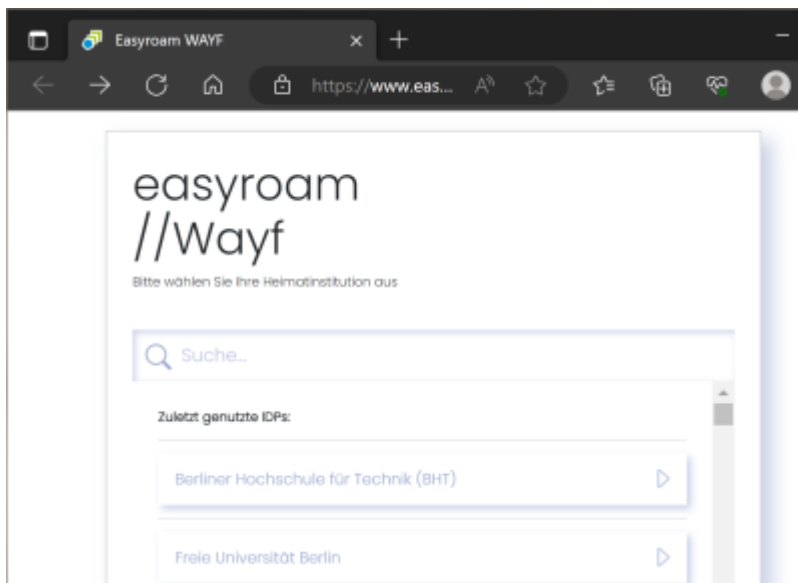 Easyroam WAYF
https://www.eas...
easyroam
//Wayf
Bitte wählen Sie Ihre Heimatinstitution aus
Suche...
Zuletzt genutzte IDPs:
Berliner Hochschule für Technik (BHT)
Freie Universität Berlin